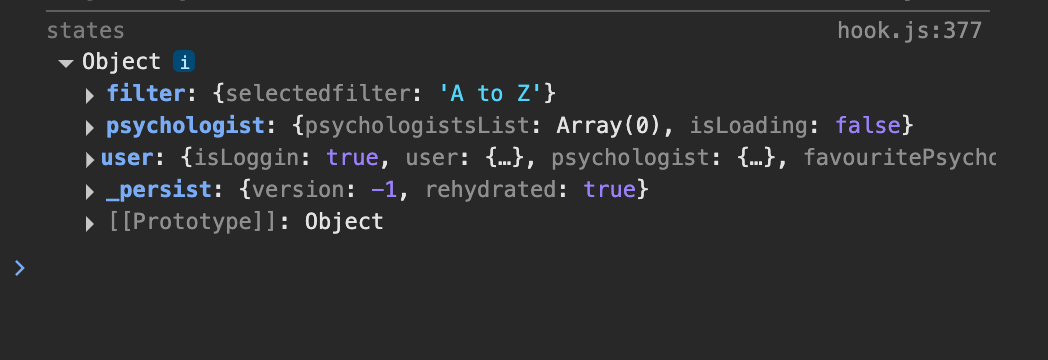 states hook.js:377
▼ Object i
▶ filter: {selectedfilter: 'A to Z'}
▶ psychologist: {psychologistsList: Array(0), isLoading: false}
▶ user: {isLoggin: true, user: {…}, psychologist: {…}, favouritePsycho
▶ _persist: {version: −1, rehydrated: true}
▶ [[Prototype]]: Object
>